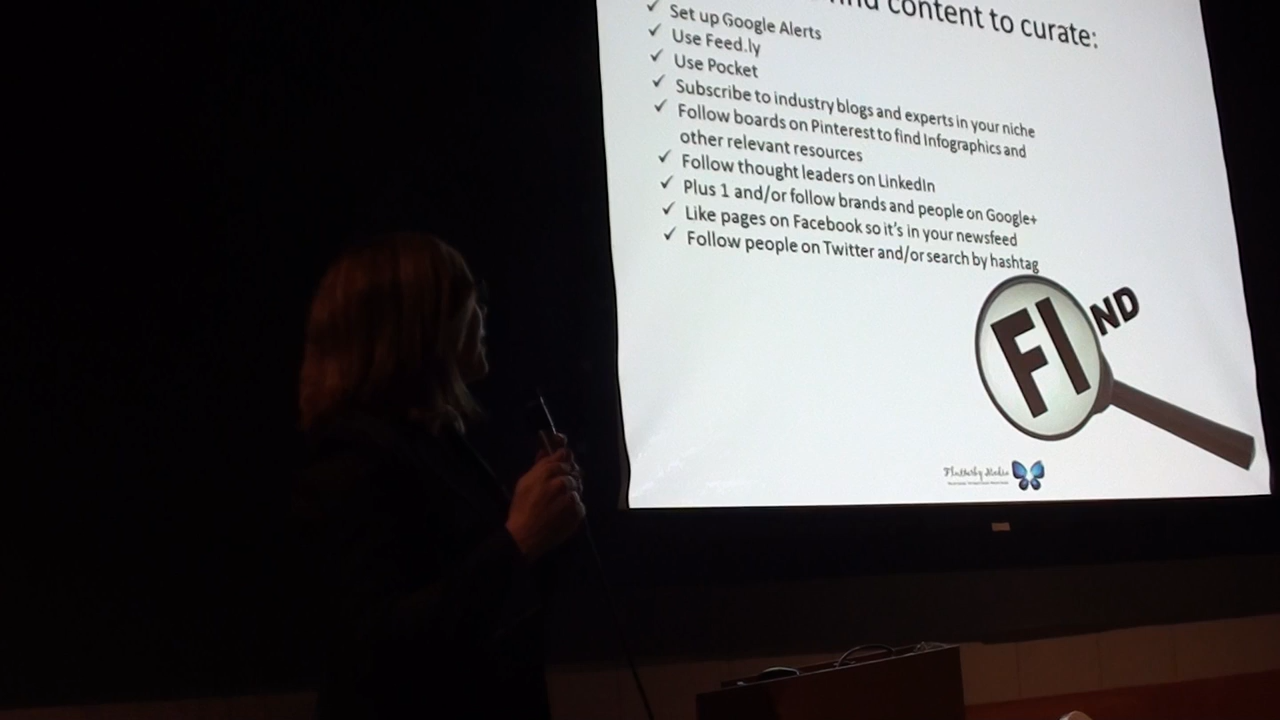 find content to curate:
✓ Set up Google Alerts
✓ Use Feed.ly
✓ Use Pocket
✓ Subscribe to industry blogs and experts in your niche
✓ Follow boards on Pinterest to find Infographics and
other relevant resources
✓ Follow thought leaders on LinkedIn
✓ Plus 1 and/or follow brands and people on Google+
✓ Like pages on Facebook so it's in your newsfeed
✓ Follow people on Twitter and/or search by hashtag
FIND
Flutterby Media